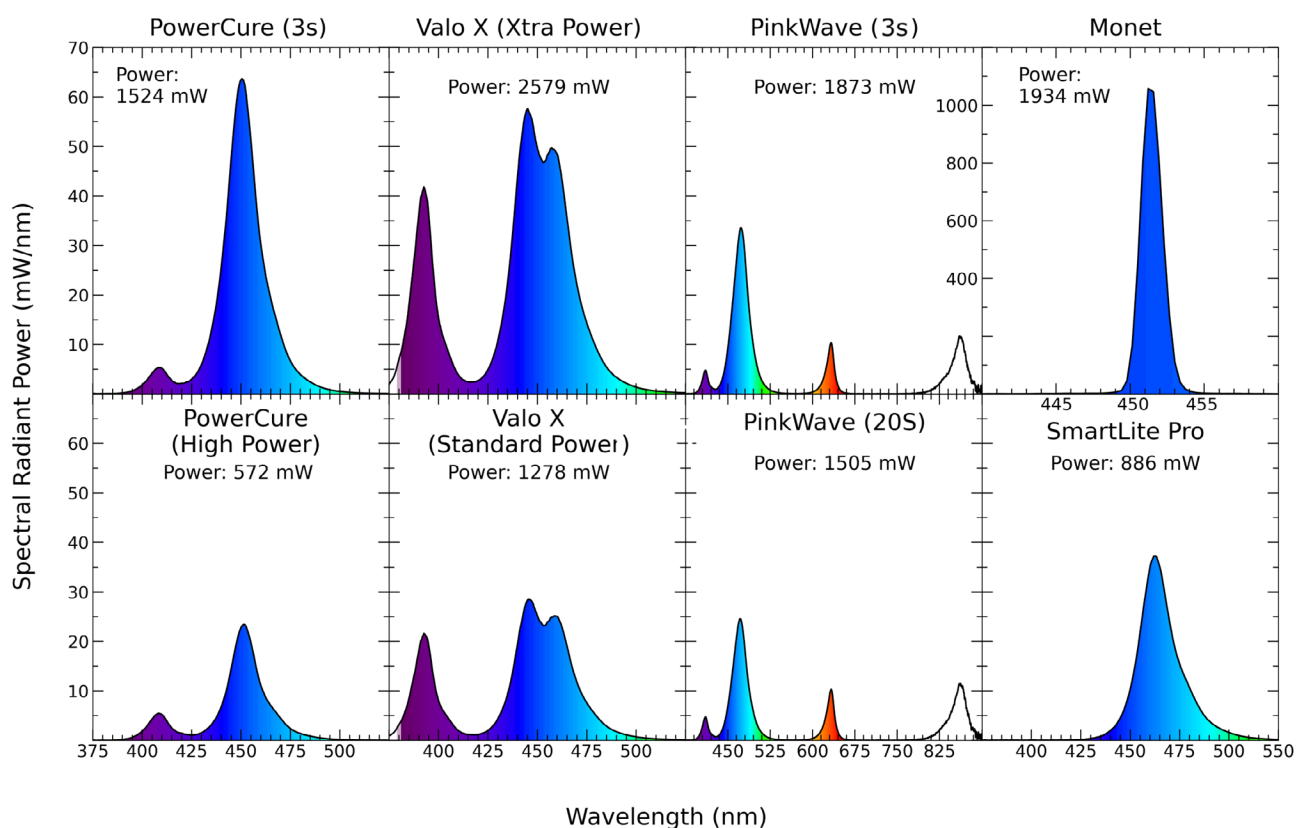 PowerCure (3s)
Valo X (Xtra Power)
PinkWave (3s)
Monet
Power:
1524 mW
Power: 2579 mW
Power: 1873 mW
Power:
1934 mW
70
60
50
40
30
20
10
1000
800
600
400
445
450
455
PowerCure
(High Power)
Power: 572 mW
Valo X
(Standard Power)
Power: 1278 mW
PinkWave (20S)
Power: 1505 mW
SmartLite Pro
Power: 886 mW
60
50
40
30
20
10
375
400
425
450
475
500
400
425
450
475
500
450
525
600
675
750
825
400
425
450
475
500
550
Spectral Radiant Power (mW/nm)
Wavelength (nm)